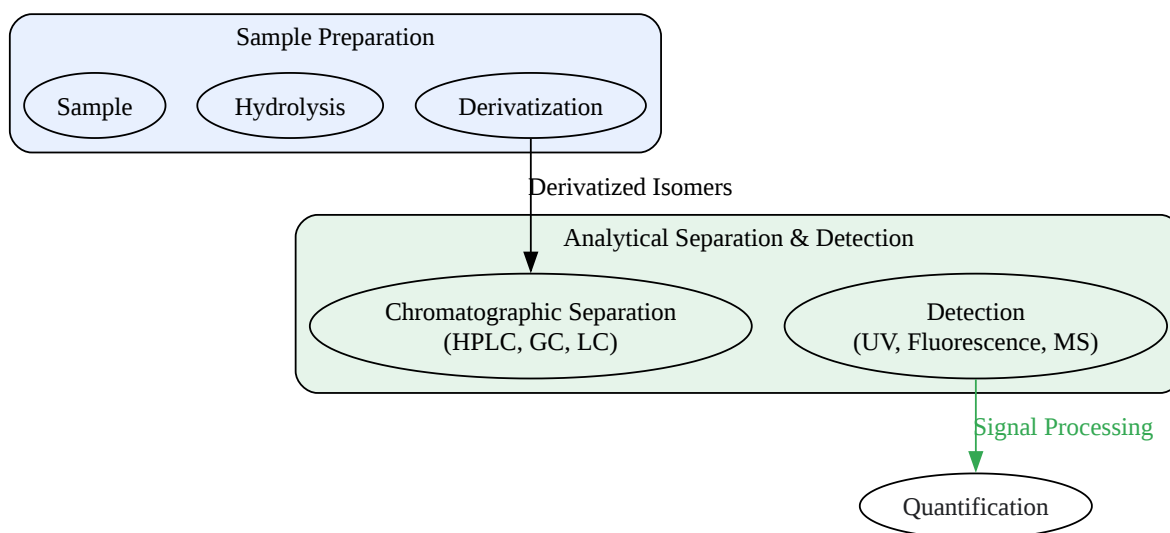 Sample Preparation
Sample
Hydrolysis
Derivatization
Derivatized Isomers
Analytical Separation & Detection
Chromatographic Separation
(HPLC, GC, LC)
Detection
(UV, Fluorescence, MS)
Signal Processing
Quantification